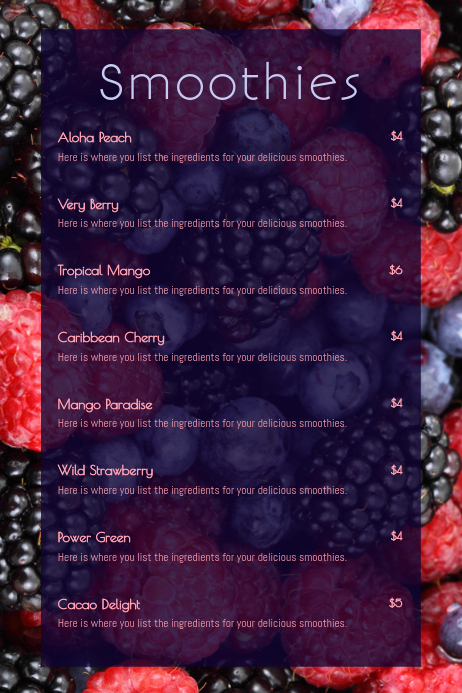 Smoothies
Aloha Peach $4
Here is where you list the ingredients for your delicious smoothies.
Very Berry $4
Here is where you list the ingredients for your delicious smoothies.
Tropical Mango $6
Here is where you list the ingredients for your delicious smoothies.
Caribbean Cherry $4
Here is where you list the ingredients for your delicious smoothies.
Mango Paradise $4
Here is where you list the ingredients for your delicious smoothies.
Wild Strawberry $4
Here is where you list the ingredients for your delicious smoothies.
Power Green $4
Here is where you list the ingredients for your delicious smoothies.
Cacao Delight $5
Here is where you list the ingredients for your delicious smoothies.